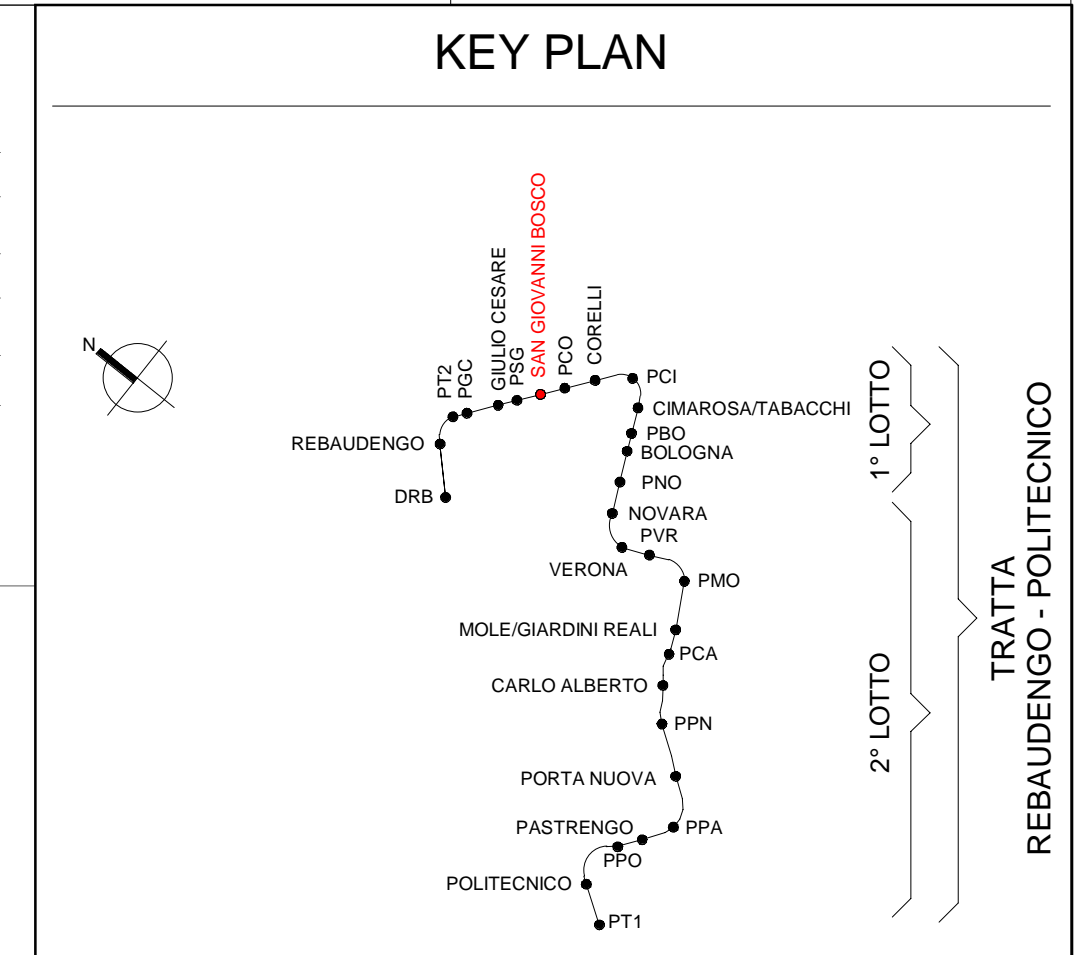 KEY PLAN
N
DRB
REBAUDENGO
PT2
PGC
GIULIO CESARE
PSG
SAN GIOVANNI BOSCO
PCO
CORELLI
PCI
CIMAROSA/TABACCHI
PBO
BOLOGNA
PNO
NOVARA
PVR
VERONA
PMO
MOLE/GIARDINI REALI
PCA
CARLO ALBERTO
PPN
PORTA NUOVA
PPA
PASTRENGO
PPO
POLITECNICO
PT1
1° LOTTO
2° LOTTO
TRATTA
REBAUDENGO - POLITECNICO